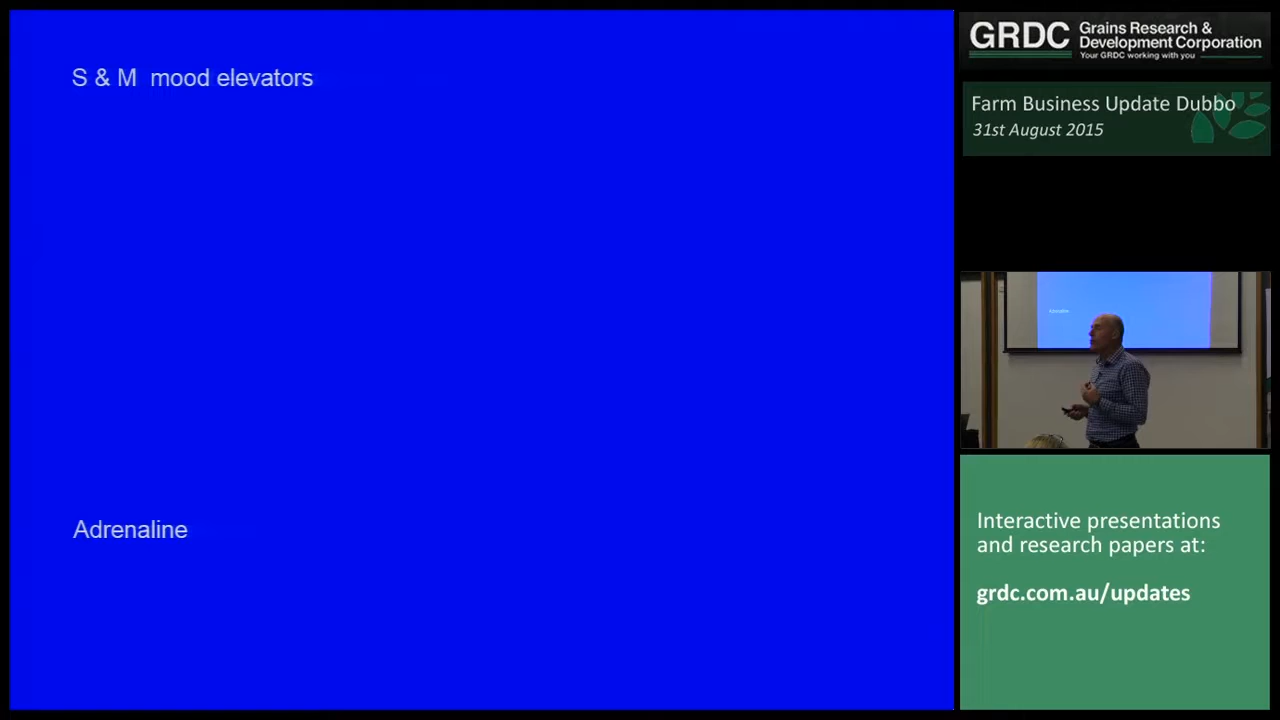 S & M mood elevators
Adrenaline
GRDC
Grains Research &
Development Corporation
Your GRDC working with you
Farm Business Update Dubbo
31st August 2015
Interactive presentations
and research papers at:
grdc.com.au/updates